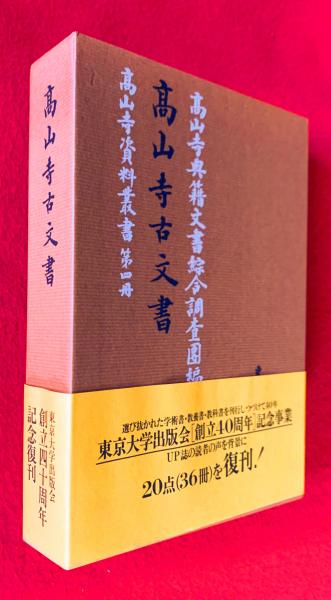 高山寺古文書
高山寺典籍文書綜合調査團編
高山寺古文書
高山寺資料叢書 第四冊
選び抜かれた学術書・教養書・教科書を刊行しつづけて40年
東京大学出版会「創立40周年」記念事業
UP誌の読者の声を背景に
20点(36冊)を復刊!
東京大学出版会
創立四十周年
記念復刊